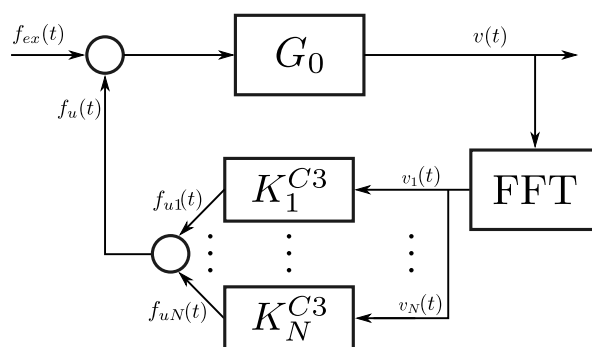 f_{ex}(t)
G_0
v(t)
f_u(t)
FFT
K_1^{C3}
v_1(t)
f_{u1}(t)
f_{uN}(t)
K_N^{C3}
v_N(t)